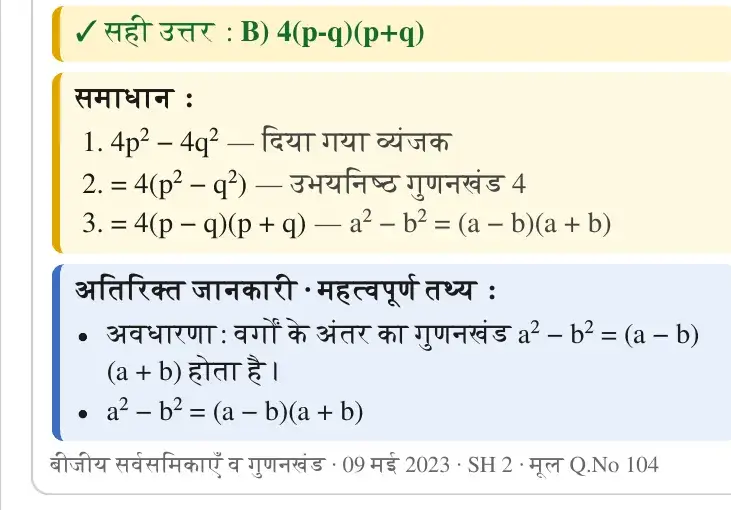 ✓ सही उत्तर : B) 4(p-q)(p+q)
समाधान :
1. 4p² − 4q² — दिया गया व्यंजक
2. = 4(p² − q²) — उभयनिष्ठ गुणनखंड 4
3. = 4(p − q)(p + q) — a² − b² = (a − b)(a + b)
अतिरिक्त जानकारी · महत्वपूर्ण तथ्य :
• अवधारणा : वर्गों के अंतर का गुणनखंड a² − b² = (a − b)
(a + b) होता है।
• a² − b² = (a − b)(a + b)
बीजीय सर्वसमिकाएँ व गुणनखंड · 09 मई 2023 · SH 2 · मूल Q.No 104